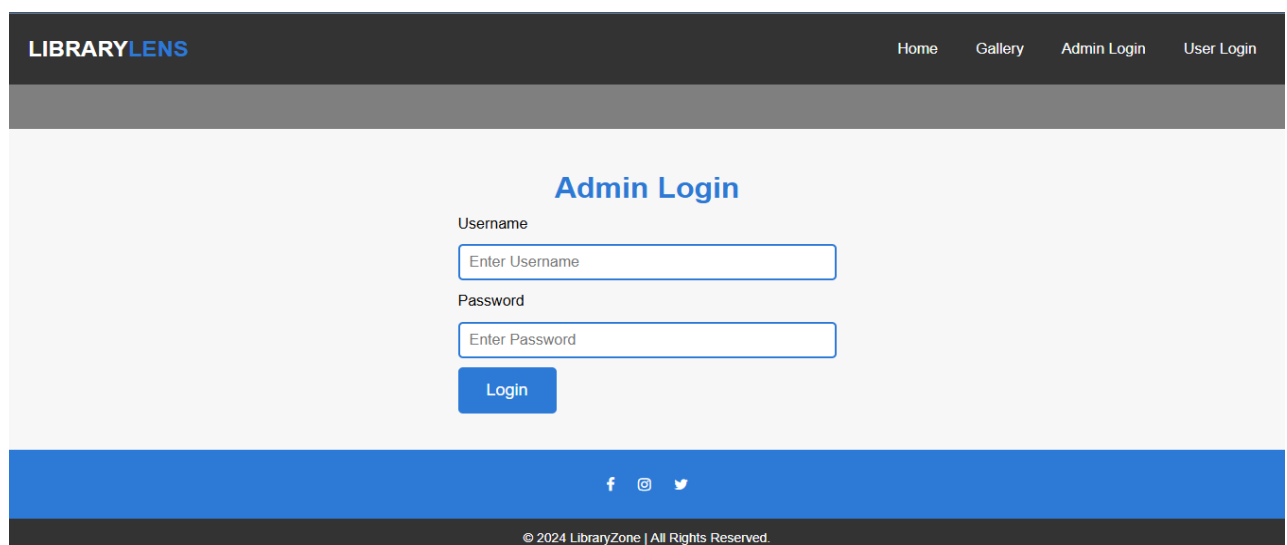 LIBRARYLENS Home Gallery Admin Login User Login
Admin Login
Username
Enter Username
Password
Enter Password
Login
© 2024 LibraryZone | All Rights Reserved.